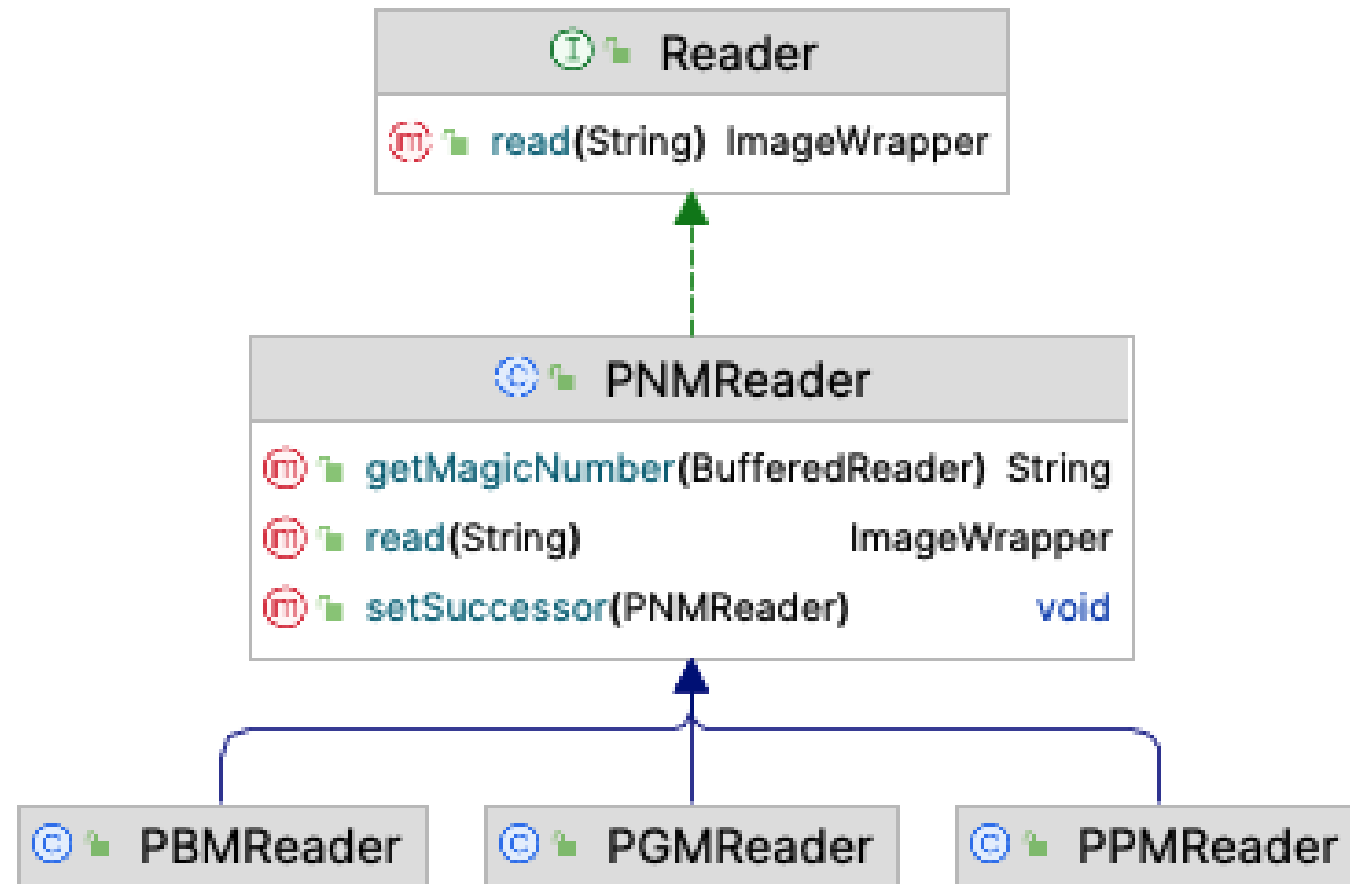 I Reader
m read(String) ImageWrapper
C PNMReader
m getMagicNumber(BufferedReader) String
m read(String) ImageWrapper
m setSuccessor(PNMReader) void
C PBMReader C PGMReader C PPMReader